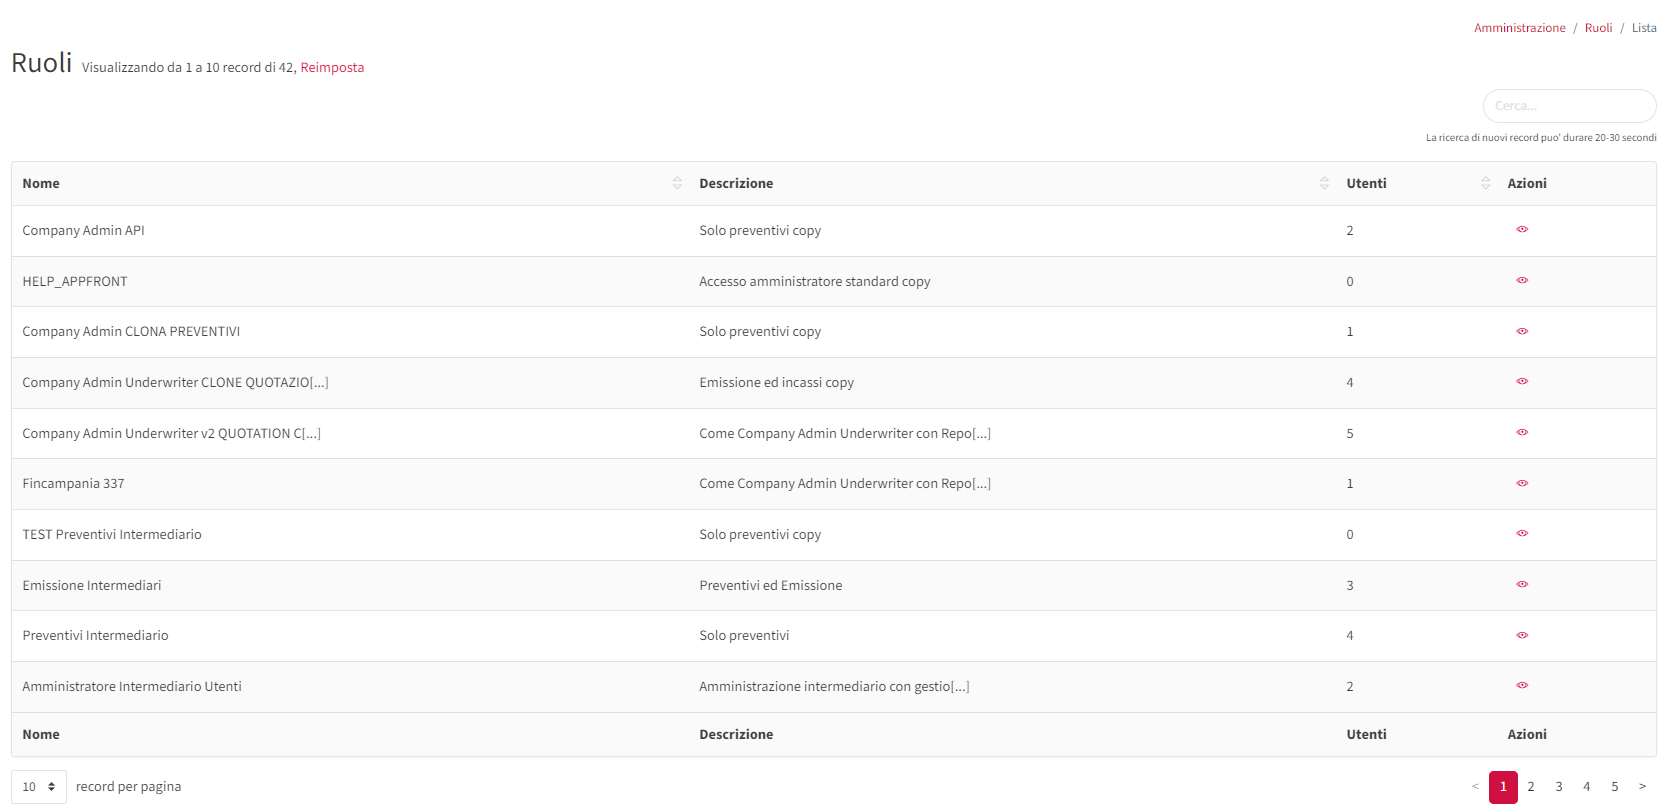 Amministrazione / Ruoli / Lista
Ruoli Visualizzando da 1 a 10 record di 42, Reimposta
Cerca...
La ricerca di nuovi record puo' durare 20-30 secondi
Nome Descrizione Utenti Azioni
Company Admin API Solo preventivi copy 2
HELP_APPFRONT Accesso amministratore standard copy 0
Company Admin CLONA PREVENTIVI Solo preventivi copy 1
Company Admin Underwriter CLONE QUOTAZIO[...] Emissione ed incassi copy 4
Company Admin Underwriter v2 QUOTATION C[...] Come Company Admin Underwriter con Repo[...] 5
Fincampania 337 Come Company Admin Underwriter con Repo[...] 1
TEST Preventivi Intermediario Solo preventivi copy 0
Emissione Intermediari Preventivi ed Emissione 3
Preventivi Intermediario Solo preventivi 4
Amministratore Intermediario Utenti Amministrazione intermediario con gestio[...] 2
Nome Descrizione Utenti Azioni
10 record per pagina < 1 2 3 4 5 >